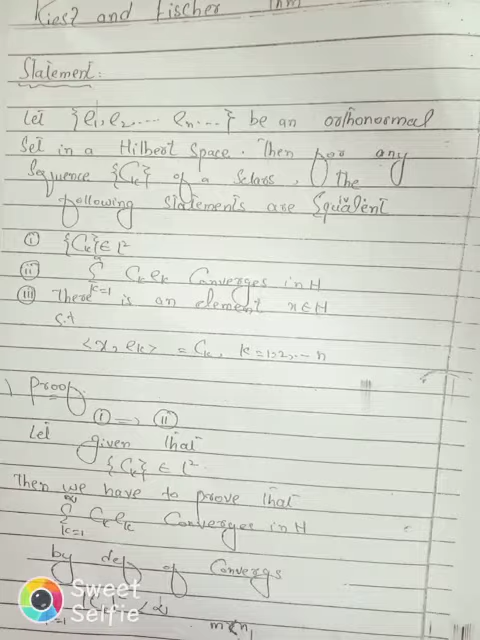 Riesz and Fischer Thm
Statement:
Let {e1, e2 .... en ...} be an orthonormal
Set in a Hilbert Space. Then for any
Sequence {Ck} of a Sclars, The
following Statements are Equivalent
(i) {Ck} ∈ l²
(ii) ∑ k=1 ∞ Ck ek Converges in H
(iii) There is an element x ∈ H
s.t
<x, ek> = Ck, k=1,2,... n
Proof
(i) => (ii)
Let given that
{Ck} ∈ l²
Then we have to prove that
∑ k=1 ∞ Ck ek Converges in H
by def of Convergs
Sweet
Selfie
< ∞
m<n